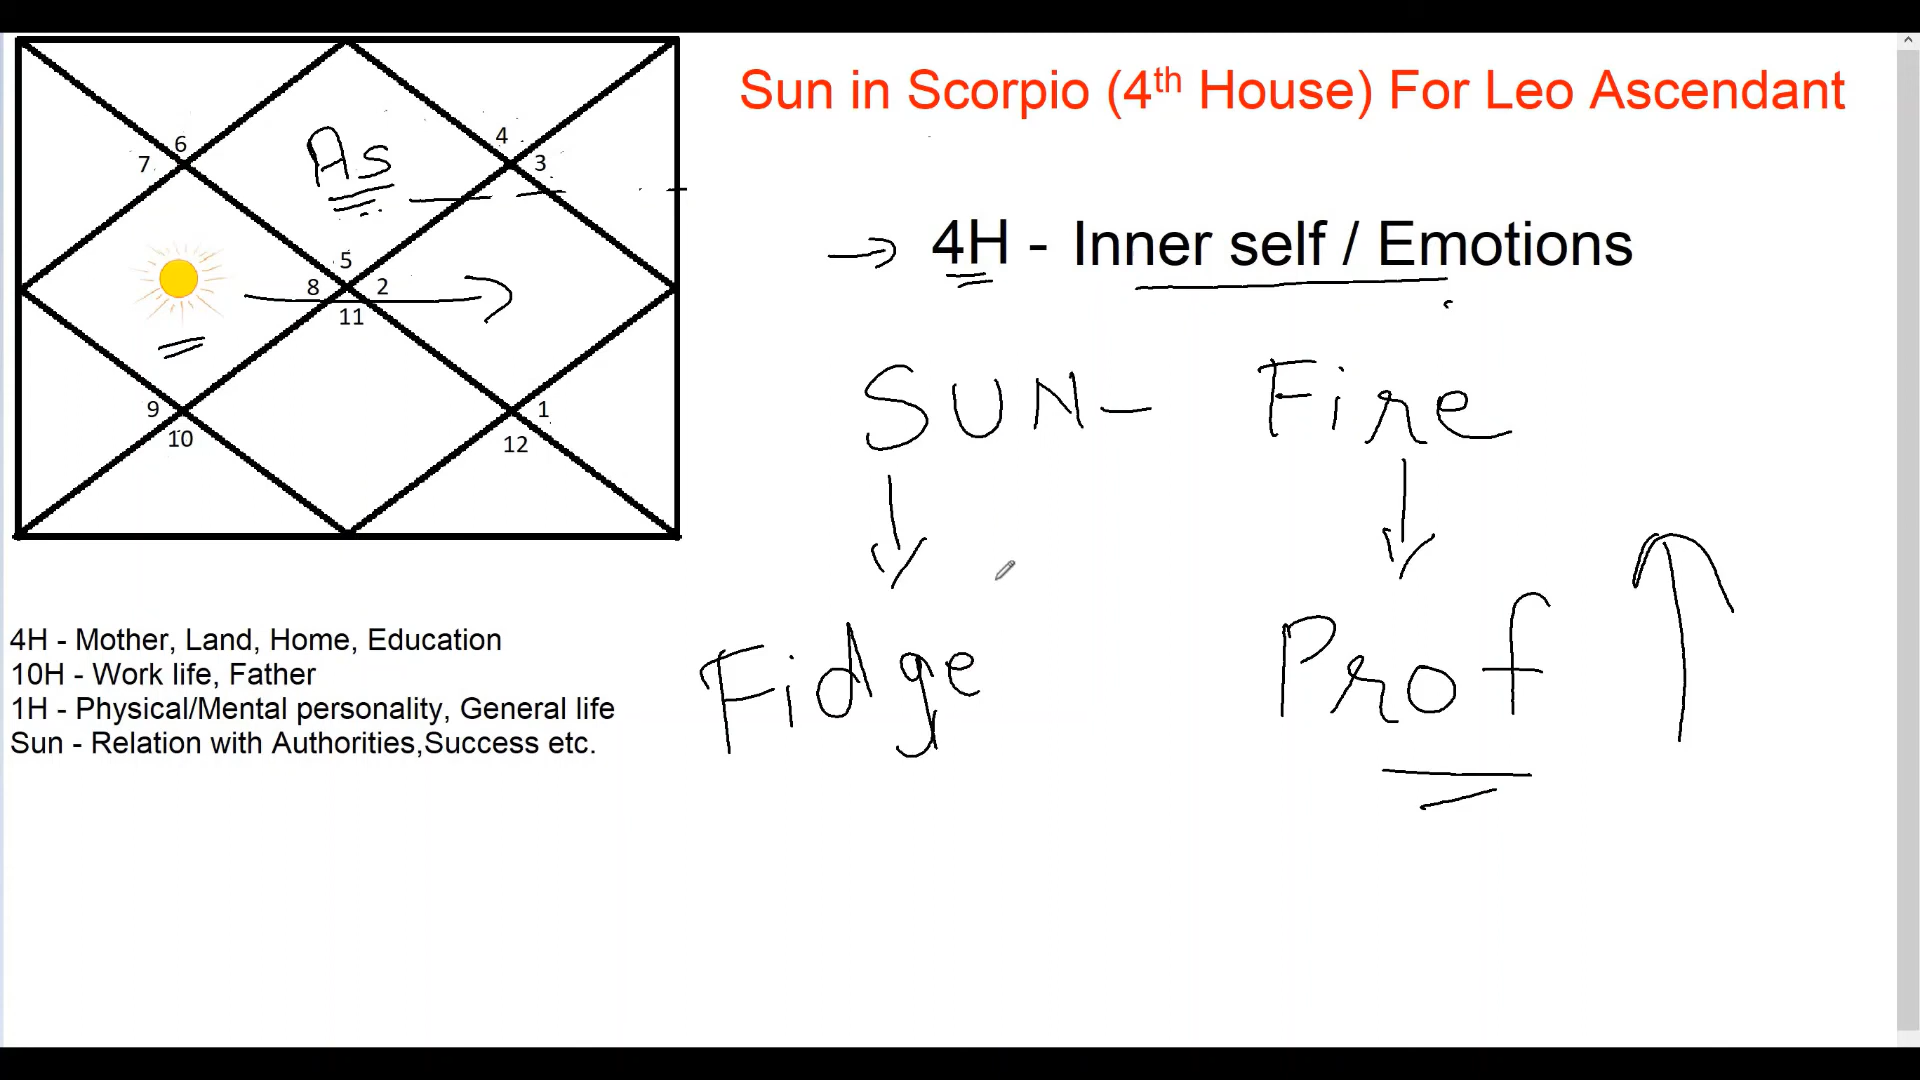 Sun in Scorpio (4th House) For Leo Ascendant
6
7
4
3
As
5
8
2
11
9
10
1
12
4H - Inner self / Emotions
SUN - Fire
Fidge
Prof
4H - Mother, Land, Home, Education
10H - Work life, Father
1H - Physical/Mental personality, General life
Sun - Relation with Authorities,Success etc.